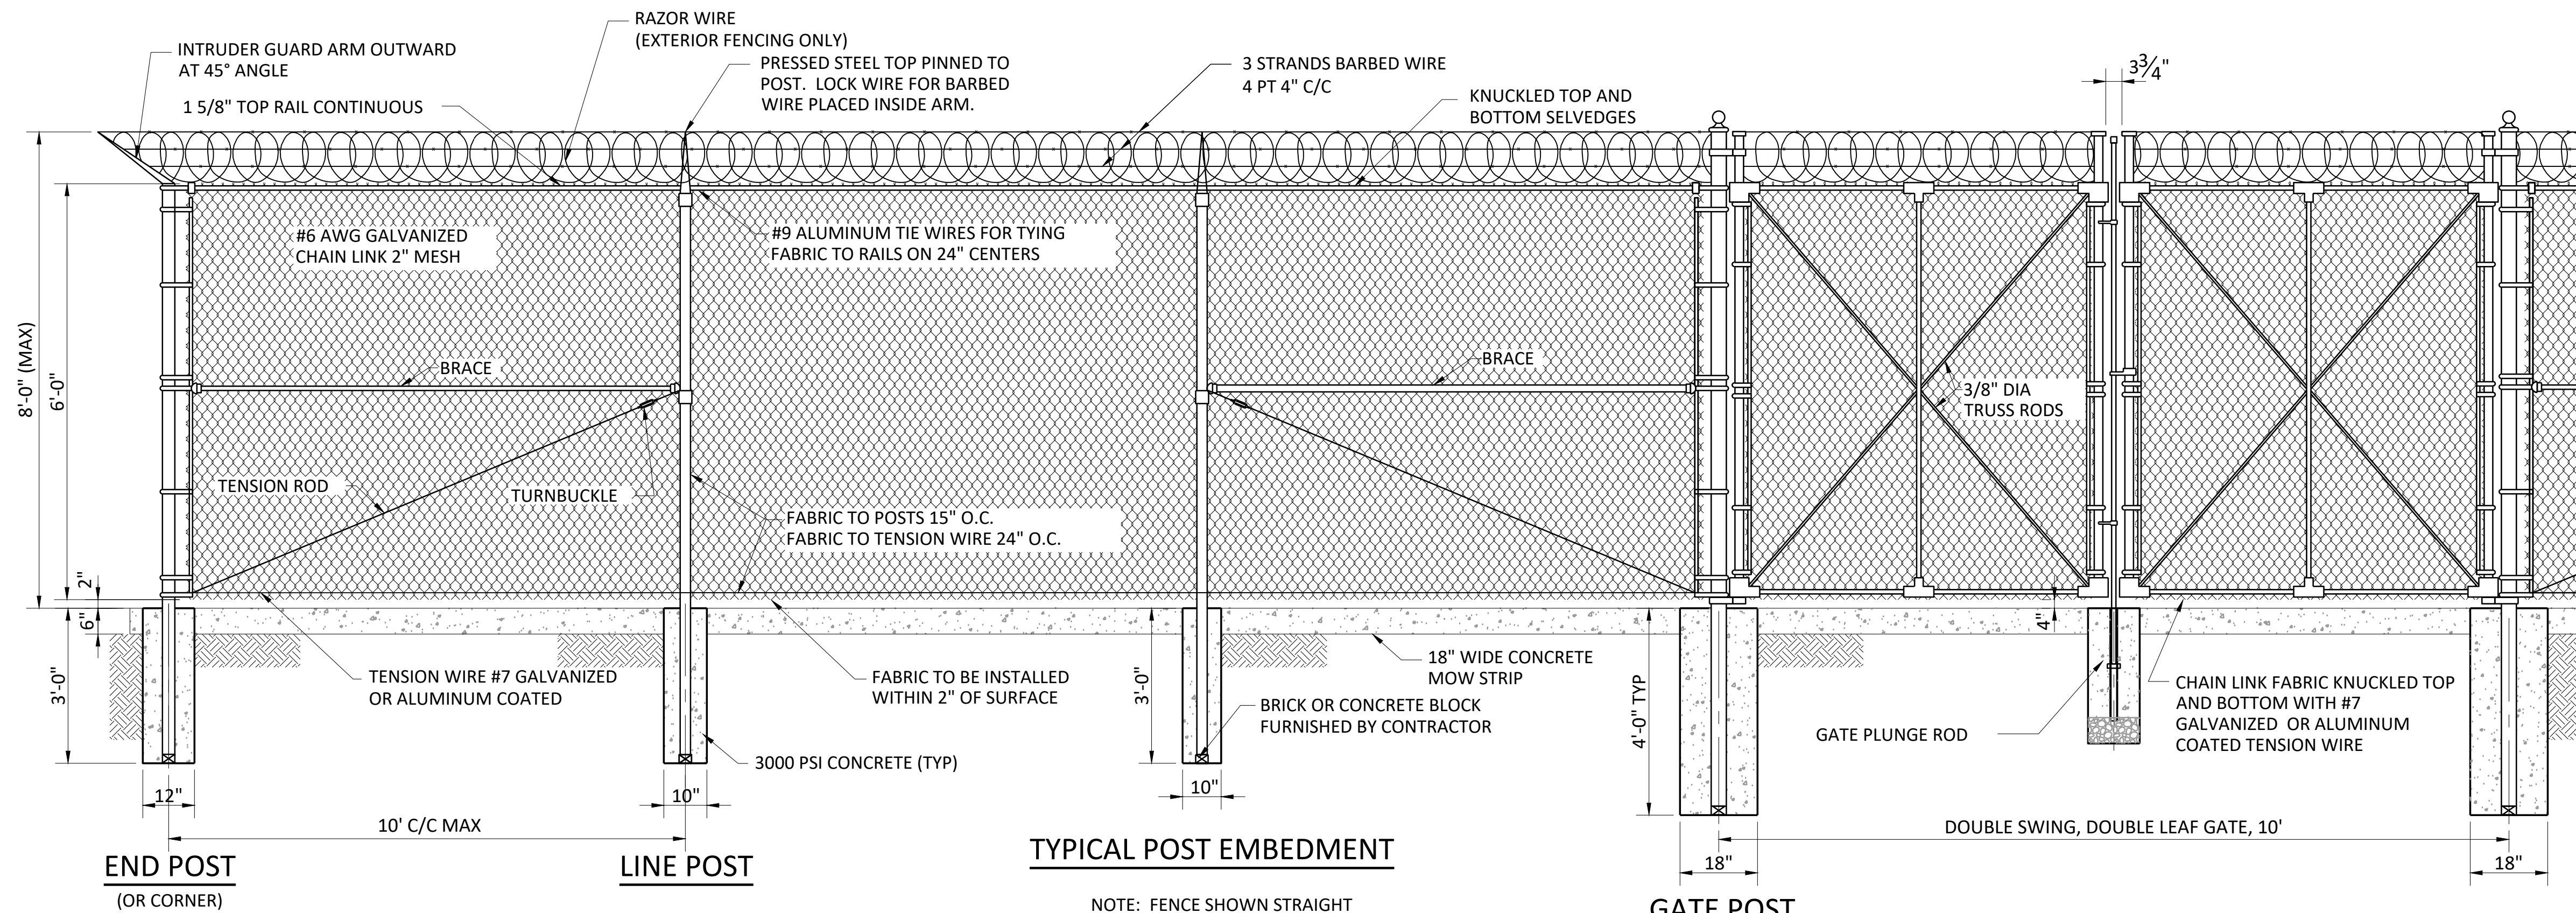 RAZOR WIRE
(EXTERIOR FENCING ONLY)
INTRUDER GUARD ARM OUTWARD
AT 45° ANGLE
PRESSED STEEL TOP PINNED TO
POST. LOCK WIRE FOR BARBED
WIRE PLACED INSIDE ARM.
3 STRANDS BARBED WIRE
4 PT 4" C/C
3 3/4"
1 5/8" TOP RAIL CONTINUOUS
KNUCKLED TOP AND
BOTTOM SELVEDGES
#6 AWG GALVANIZED
CHAIN LINK 2" MESH
#9 ALUMINUM TIE WIRES FOR TYING
FABRIC TO RAILS ON 24" CENTERS
8'-0" (MAX)
6'-0"
BRACE
BRACE
3/8" DIA
TRUSS RODS
TENSION ROD
TURNBUCKLE
FABRIC TO POSTS 15" O.C.
FABRIC TO TENSION WIRE 24" O.C.
2"
6"
4"
3'-0"
TENSION WIRE #7 GALVANIZED
OR ALUMINUM COATED
FABRIC TO BE INSTALLED
WITHIN 2" OF SURFACE
3'-0"
18" WIDE CONCRETE
MOW STRIP
BRICK OR CONCRETE BLOCK
FURNISHED BY CONTRACTOR
4'-0" TYP
GATE PLUNGE ROD
CHAIN LINK FABRIC KNUCKLED TOP
AND BOTTOM WITH #7
GALVANIZED OR ALUMINUM
COATED TENSION WIRE
3000 PSI CONCRETE (TYP)
12"
10"
10"
10' C/C MAX
DOUBLE SWING, DOUBLE LEAF GATE, 10'
18"
18"
END POST
(OR CORNER)
LINE POST
TYPICAL POST EMBEDMENT
NOTE: FENCE SHOWN STRAIGHT
GATE POST